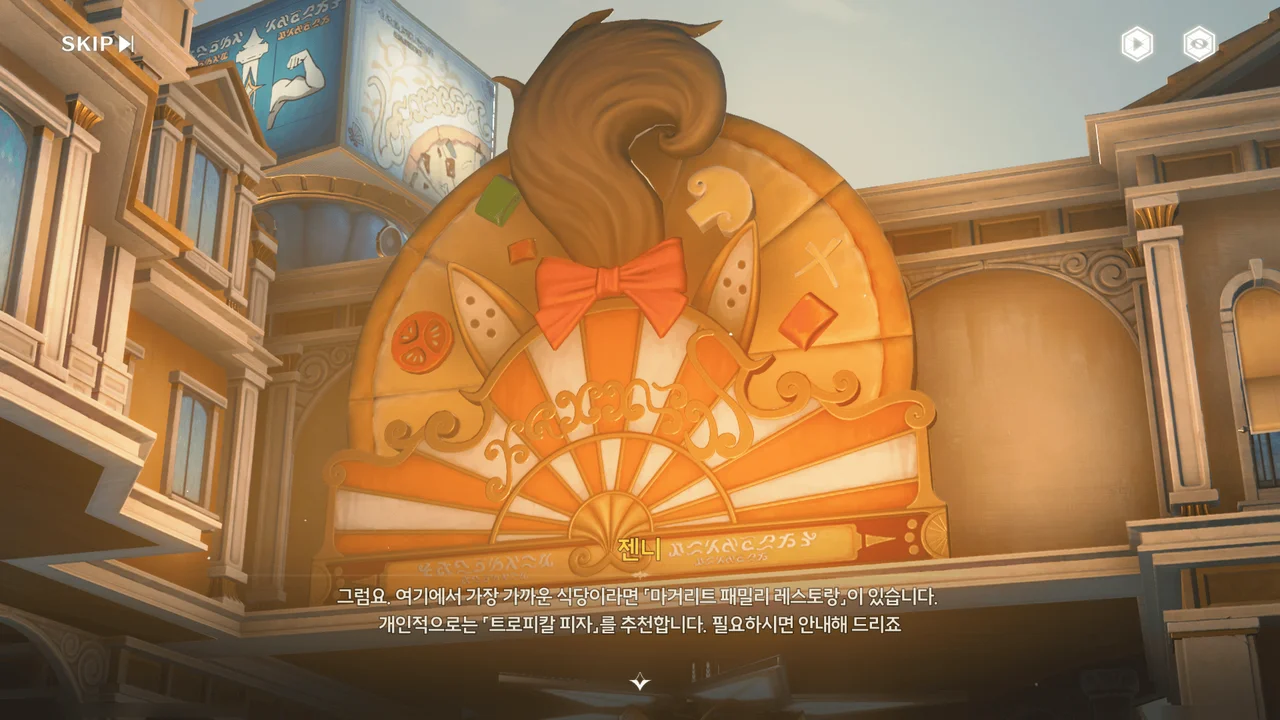 SKIP
젠니
그럼요. 여기에서 가장 가까운 식당이라면 「마거리트 패밀리 레스토랑」이 있습니다.
개인적으로는 「트로피칼 피자」를 추천합니다. 필요하시면 안내해 드리죠